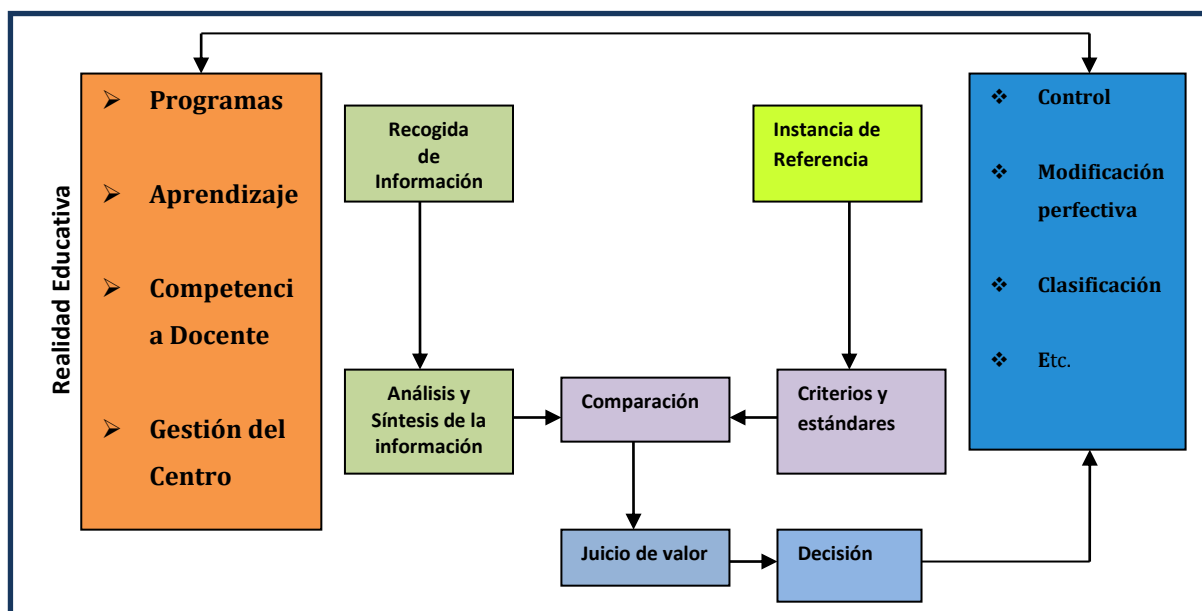 Realidad Educativa
Programas
Aprendizaje
Competenci
a Docente
Gestión del
Centro
Recogida
de
Información
Análisis y
Síntesis de la
información
Instancia de
Referencia
Comparación
Criterios y
estándares
Juicio de valor
Decisión
Control
Modificación
perfectiva
Clasificación
Etc.